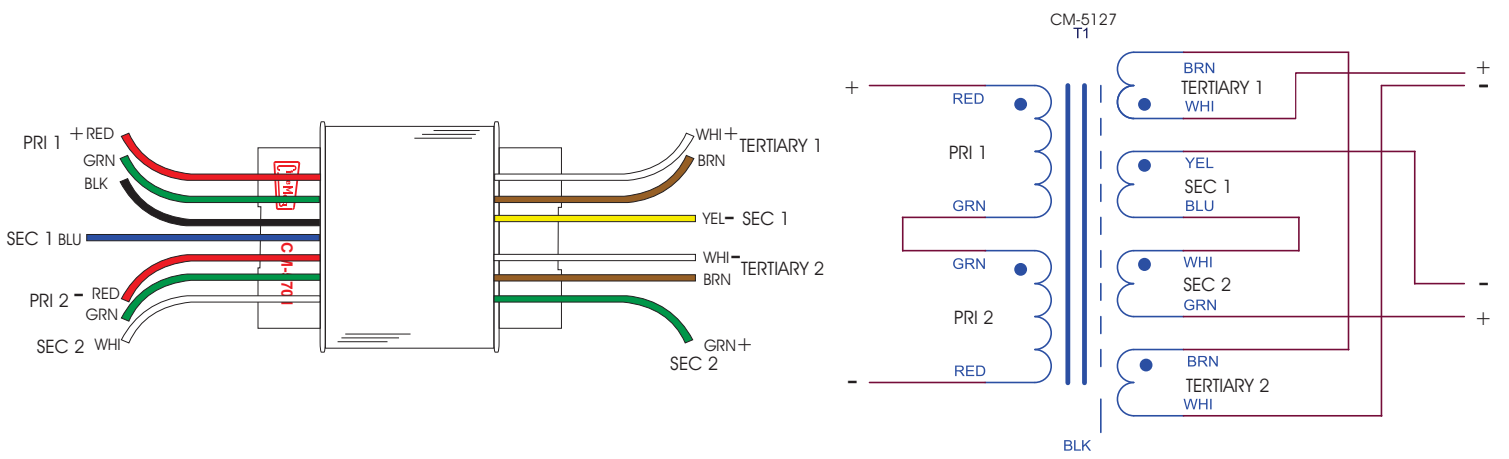 PRI 1 + RED
GRN
BLK
SEC 1 BLU
PRI 2 - RED
GRN
SEC 2 WHI
WHI + TERTIARY 1
BRN
YEL - SEC 1
WHI - TERTIARY 2
BRN
GRN +
SEC 2
CM-5127
T1
+
RED
PRI 1
GRN
GRN
PRI 2
RED
-
BRN
TERTIARY 1
WHI
+
-
YEL
SEC 1
BLU
WHI
SEC 2
GRN
-
+
BRN
TERTIARY 2
WHI
BLK